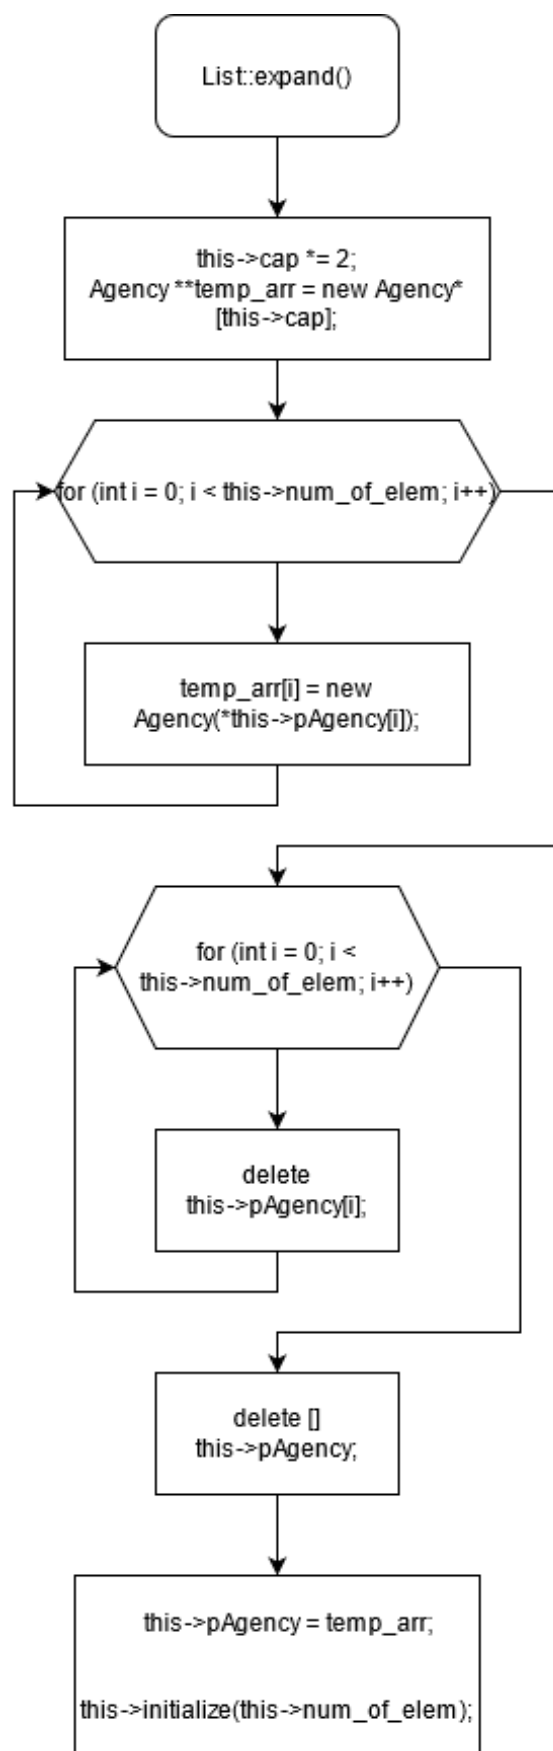 List::expand()
this->cap *= 2;
Agency **temp_arr = new Agency*
[this->cap];
for (int i = 0; i < this->num_of_elem; i++)
temp_arr[i] = new
Agency(*this->pAgency[i]);
for (int i = 0; i <
this->num_of_elem; i++)
delete
this->pAgency[i];
delete []
this->pAgency;
this->pAgency = temp_arr;
this->initialize(this->num_of_elem);